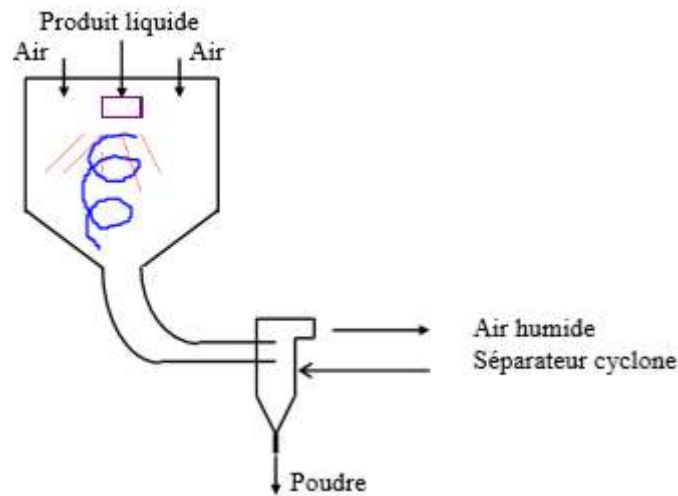 Produit liquide
Air
Air
Air humide
Séparateur cyclone
Poudre